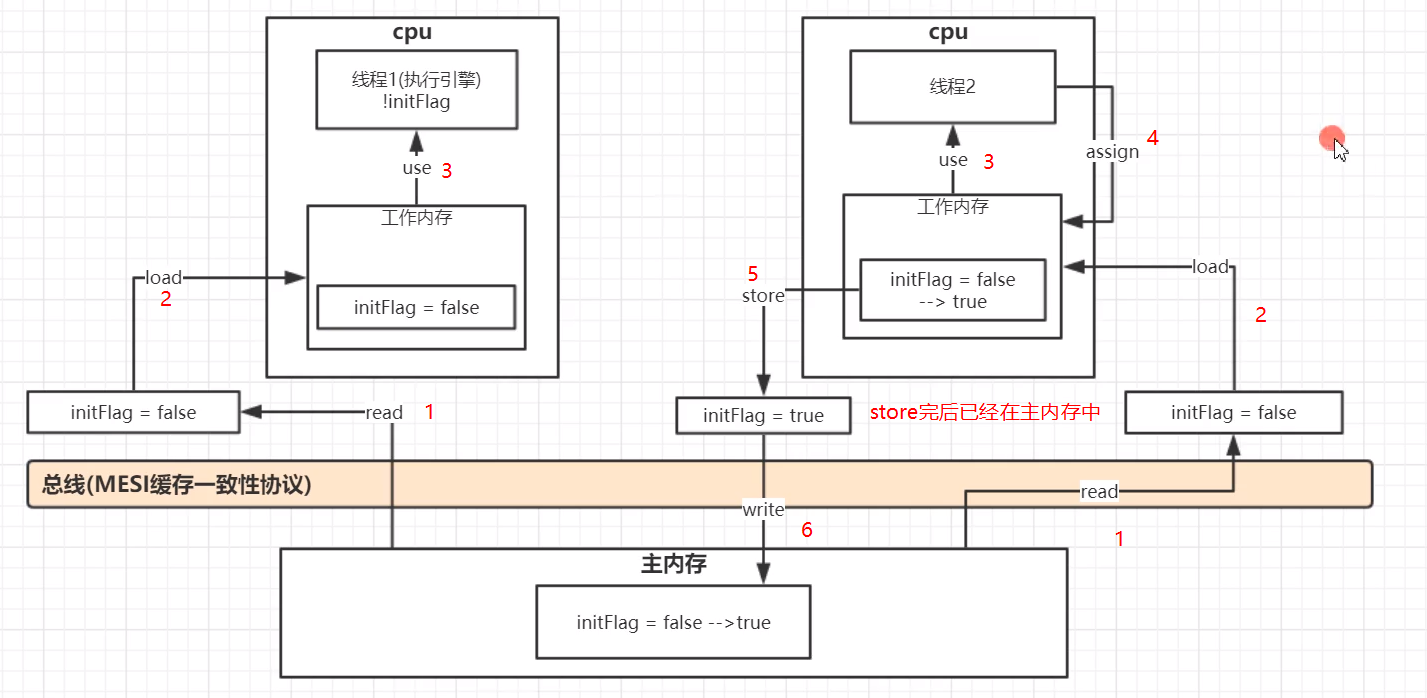 cpu
线程1(执行引擎)
!initFlag
use 3
工作内存
initFlag = false
load
2
initFlag = false
read 1
cpu
线程2
use 3
assign 4
工作内存
initFlag = false
--> true
5
store
load
2
initFlag = true
store完后已经在主内存中
initFlag = false
总线(MESI缓存一致性协议)
read
1
write
6
主内存
initFlag = false -->true